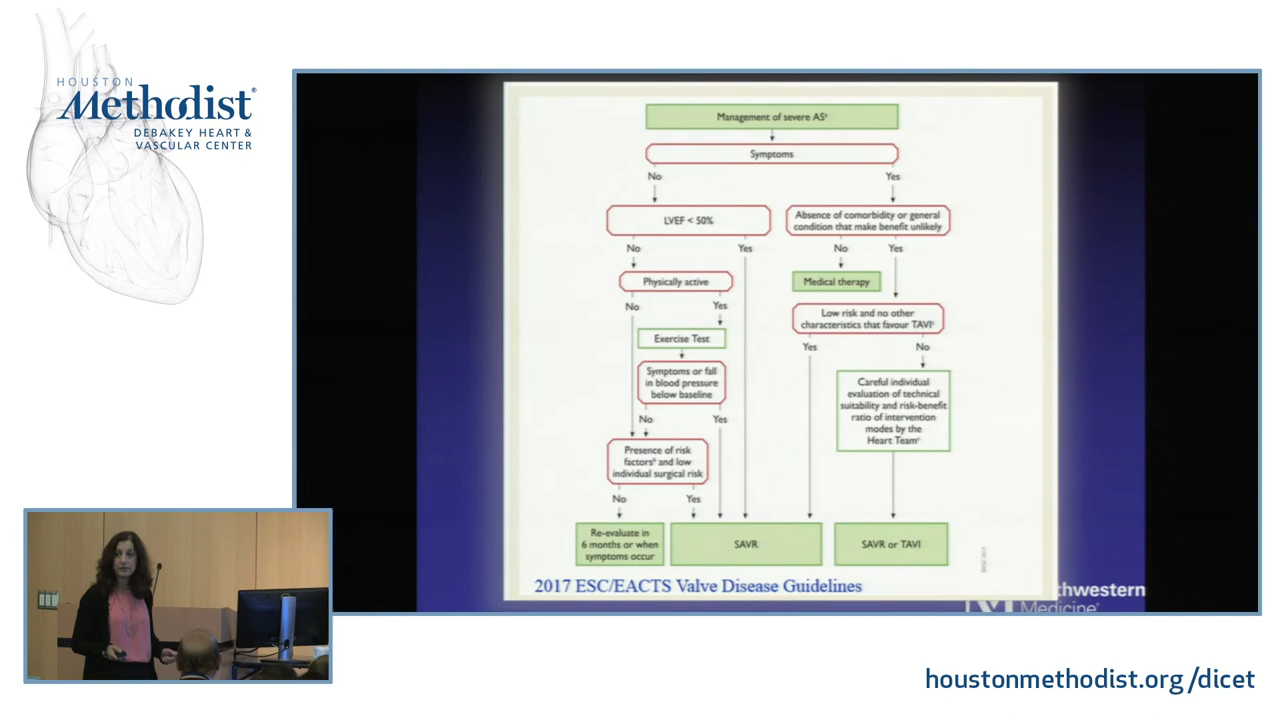 HOUSTON
Methodist®
DEBAKEY HEART &
VASCULAR CENTER
Management of severe ASᵃ
Symptoms
No
Yes
LVEF < 50%
Absence of comorbidity or general
condition that make benefit unlikely
No
Yes
No
Yes
Physically active
Medical therapy
No
Yes
Low risk and no other
characteristics that favour TAVIᶜ
Exercise Test
Yes
No
Symptoms or fall
in blood pressure
below baseline
Careful individual
evaluation of technical
suitability and risk-benefit
ratio of intervention
modes by the
Heart Teamᶜ
No
Yes
Presence of risk
factorsᵇ and low
individual surgical risk
No
Yes
Re-evaluate in
6 months or when
symptoms occur
SAVR
SAVR or TAVI
2017 ESC/EACTS Valve Disease Guidelines
thwestern
Medicine®
houstonmethodist.org/dicet